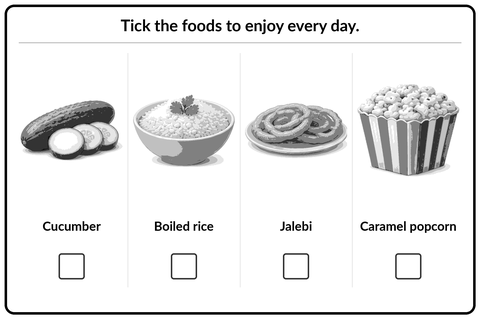 Tick the foods to enjoy every day.
Cucumber
Boiled rice
Jalebi
Caramel popcorn